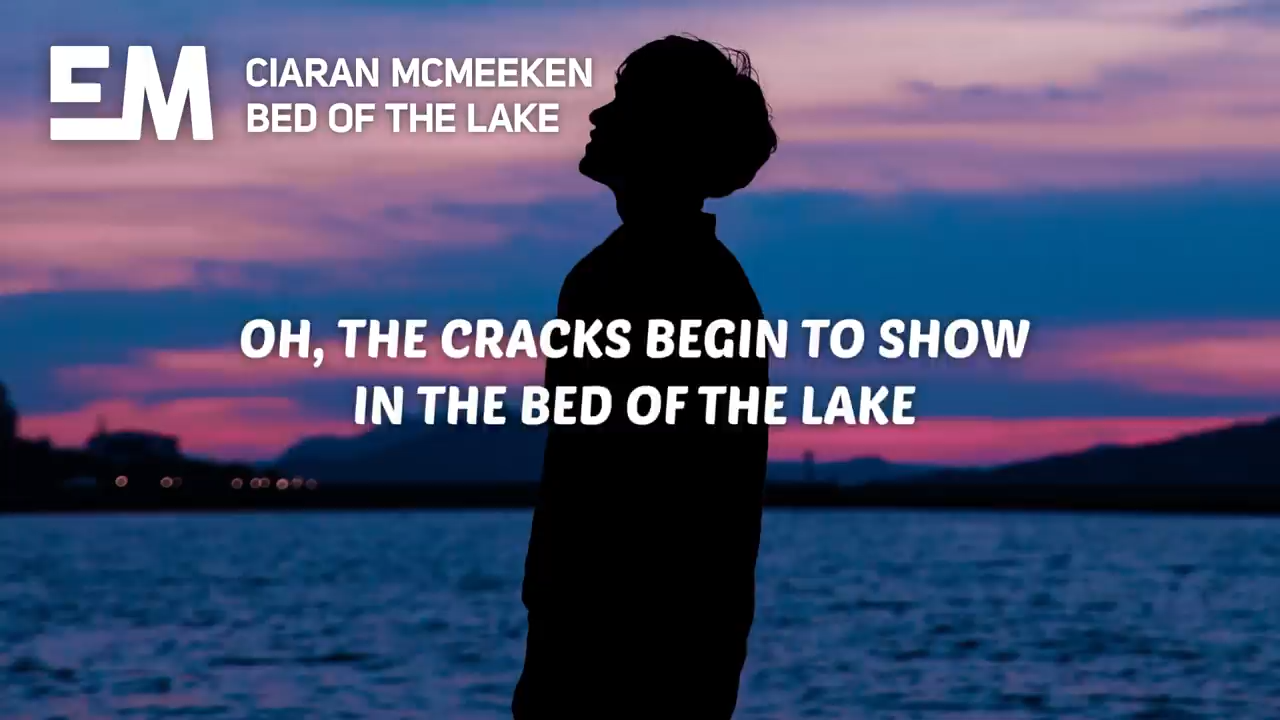 EM
CIARAN MCMEEKEN
BED OF THE LAKE
OH, THE CRACKS BEGIN TO SHOW
IN THE BED OF THE LAKE